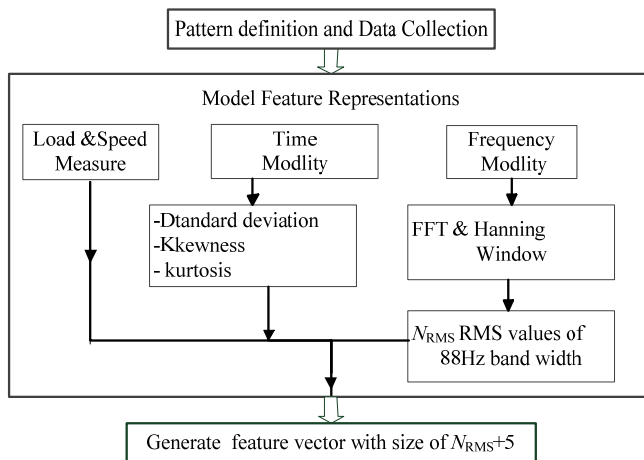 Pattern definition and Data Collection
Model Feature Representations
Load &Speed
Measure
Time
Modlity
Frequency
Modlity
-Dtandard deviation
-Kkewness
- kurtosis
FFT & Hanning
Window
NRMS RMS values of
88Hz band width
Generate feature vector with size of NRMS+5